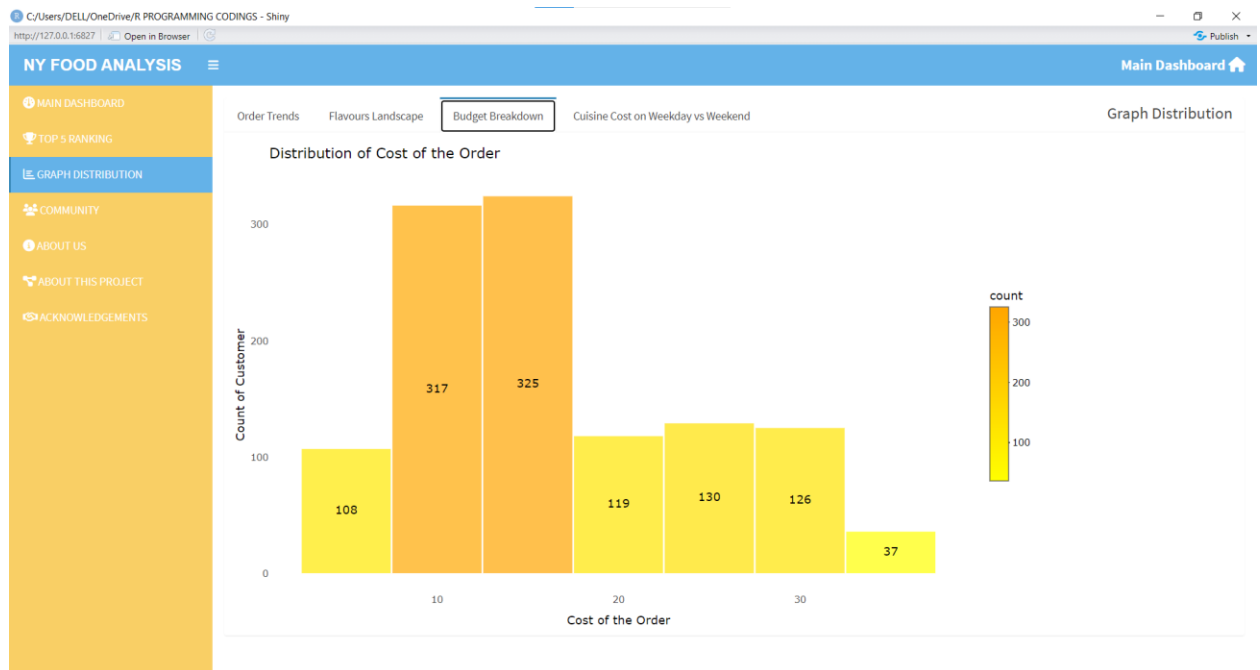 C:/Users/DELL/OneDrive/R PROGRAMMING CODINGS - Shiny
http://127.0.0.1:6827 Open in Browser Publish
NY FOOD ANALYSIS Main Dashboard
MAIN DASHBOARD
TOP 5 RANKING
GRAPH DISTRIBUTION
COMMUNITY
ABOUT US
ABOUT THIS PROJECT
ACKNOWLEDGEMENTS
Order Trends Flavours Landscape Budget Breakdown Cuisine Cost on Weekday vs Weekend Graph Distribution
Distribution of Cost of the Order
Count of Customer
300
200
100
0
108 317 325 119 130 126 37
10 20 30
Cost of the Order
count
300
200
100